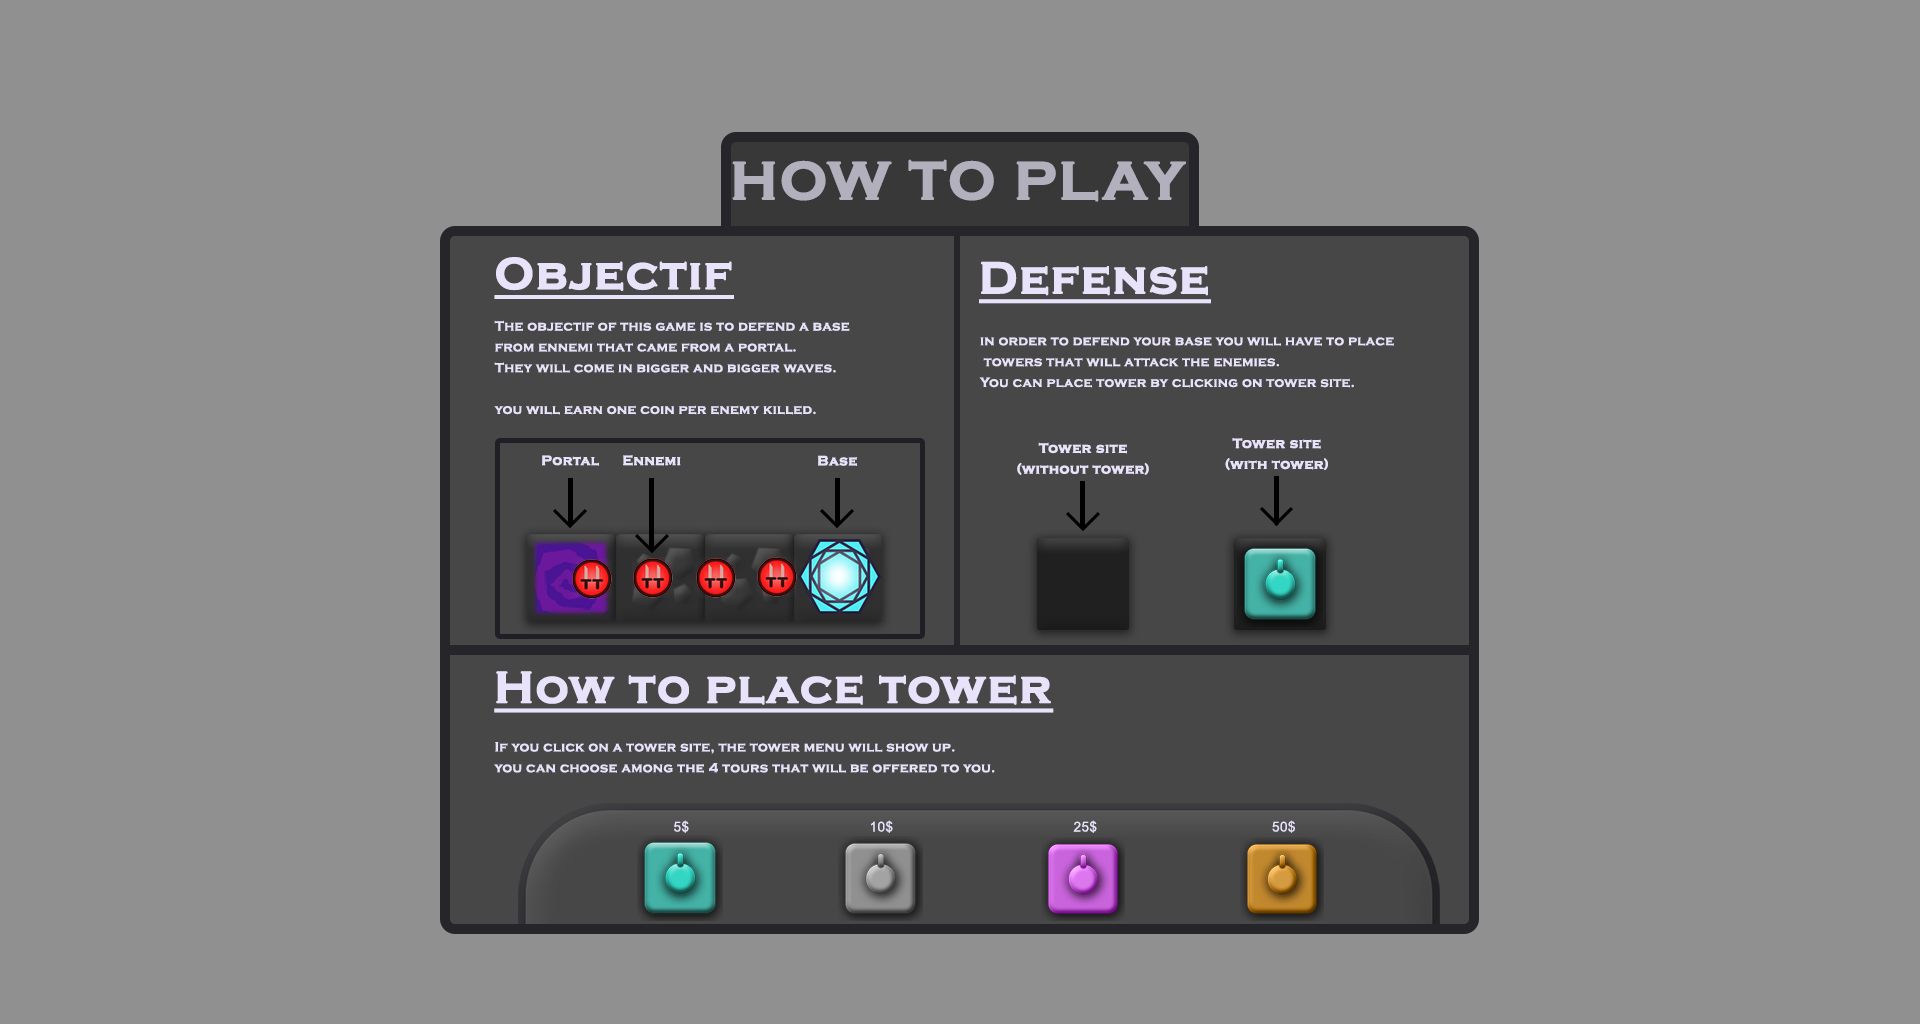 HOW TO PLAY
Objectif
The objectif of this game is to defend a base
from ennemi that came from a portal.
They will come in bigger and bigger waves.
you will earn one coin per enemy killed.
Portal Ennemi Base
Defense
in order to defend your base you will have to place
towers that will attack the enemies.
You can place tower by clicking on tower site.
Tower site
(without tower)
Tower site
(with tower)
How to place tower
If you click on a tower site, the tower menu will show up.
you can choose among the 4 tours that will be offered to you.
5$ 10$ 25$ 50$